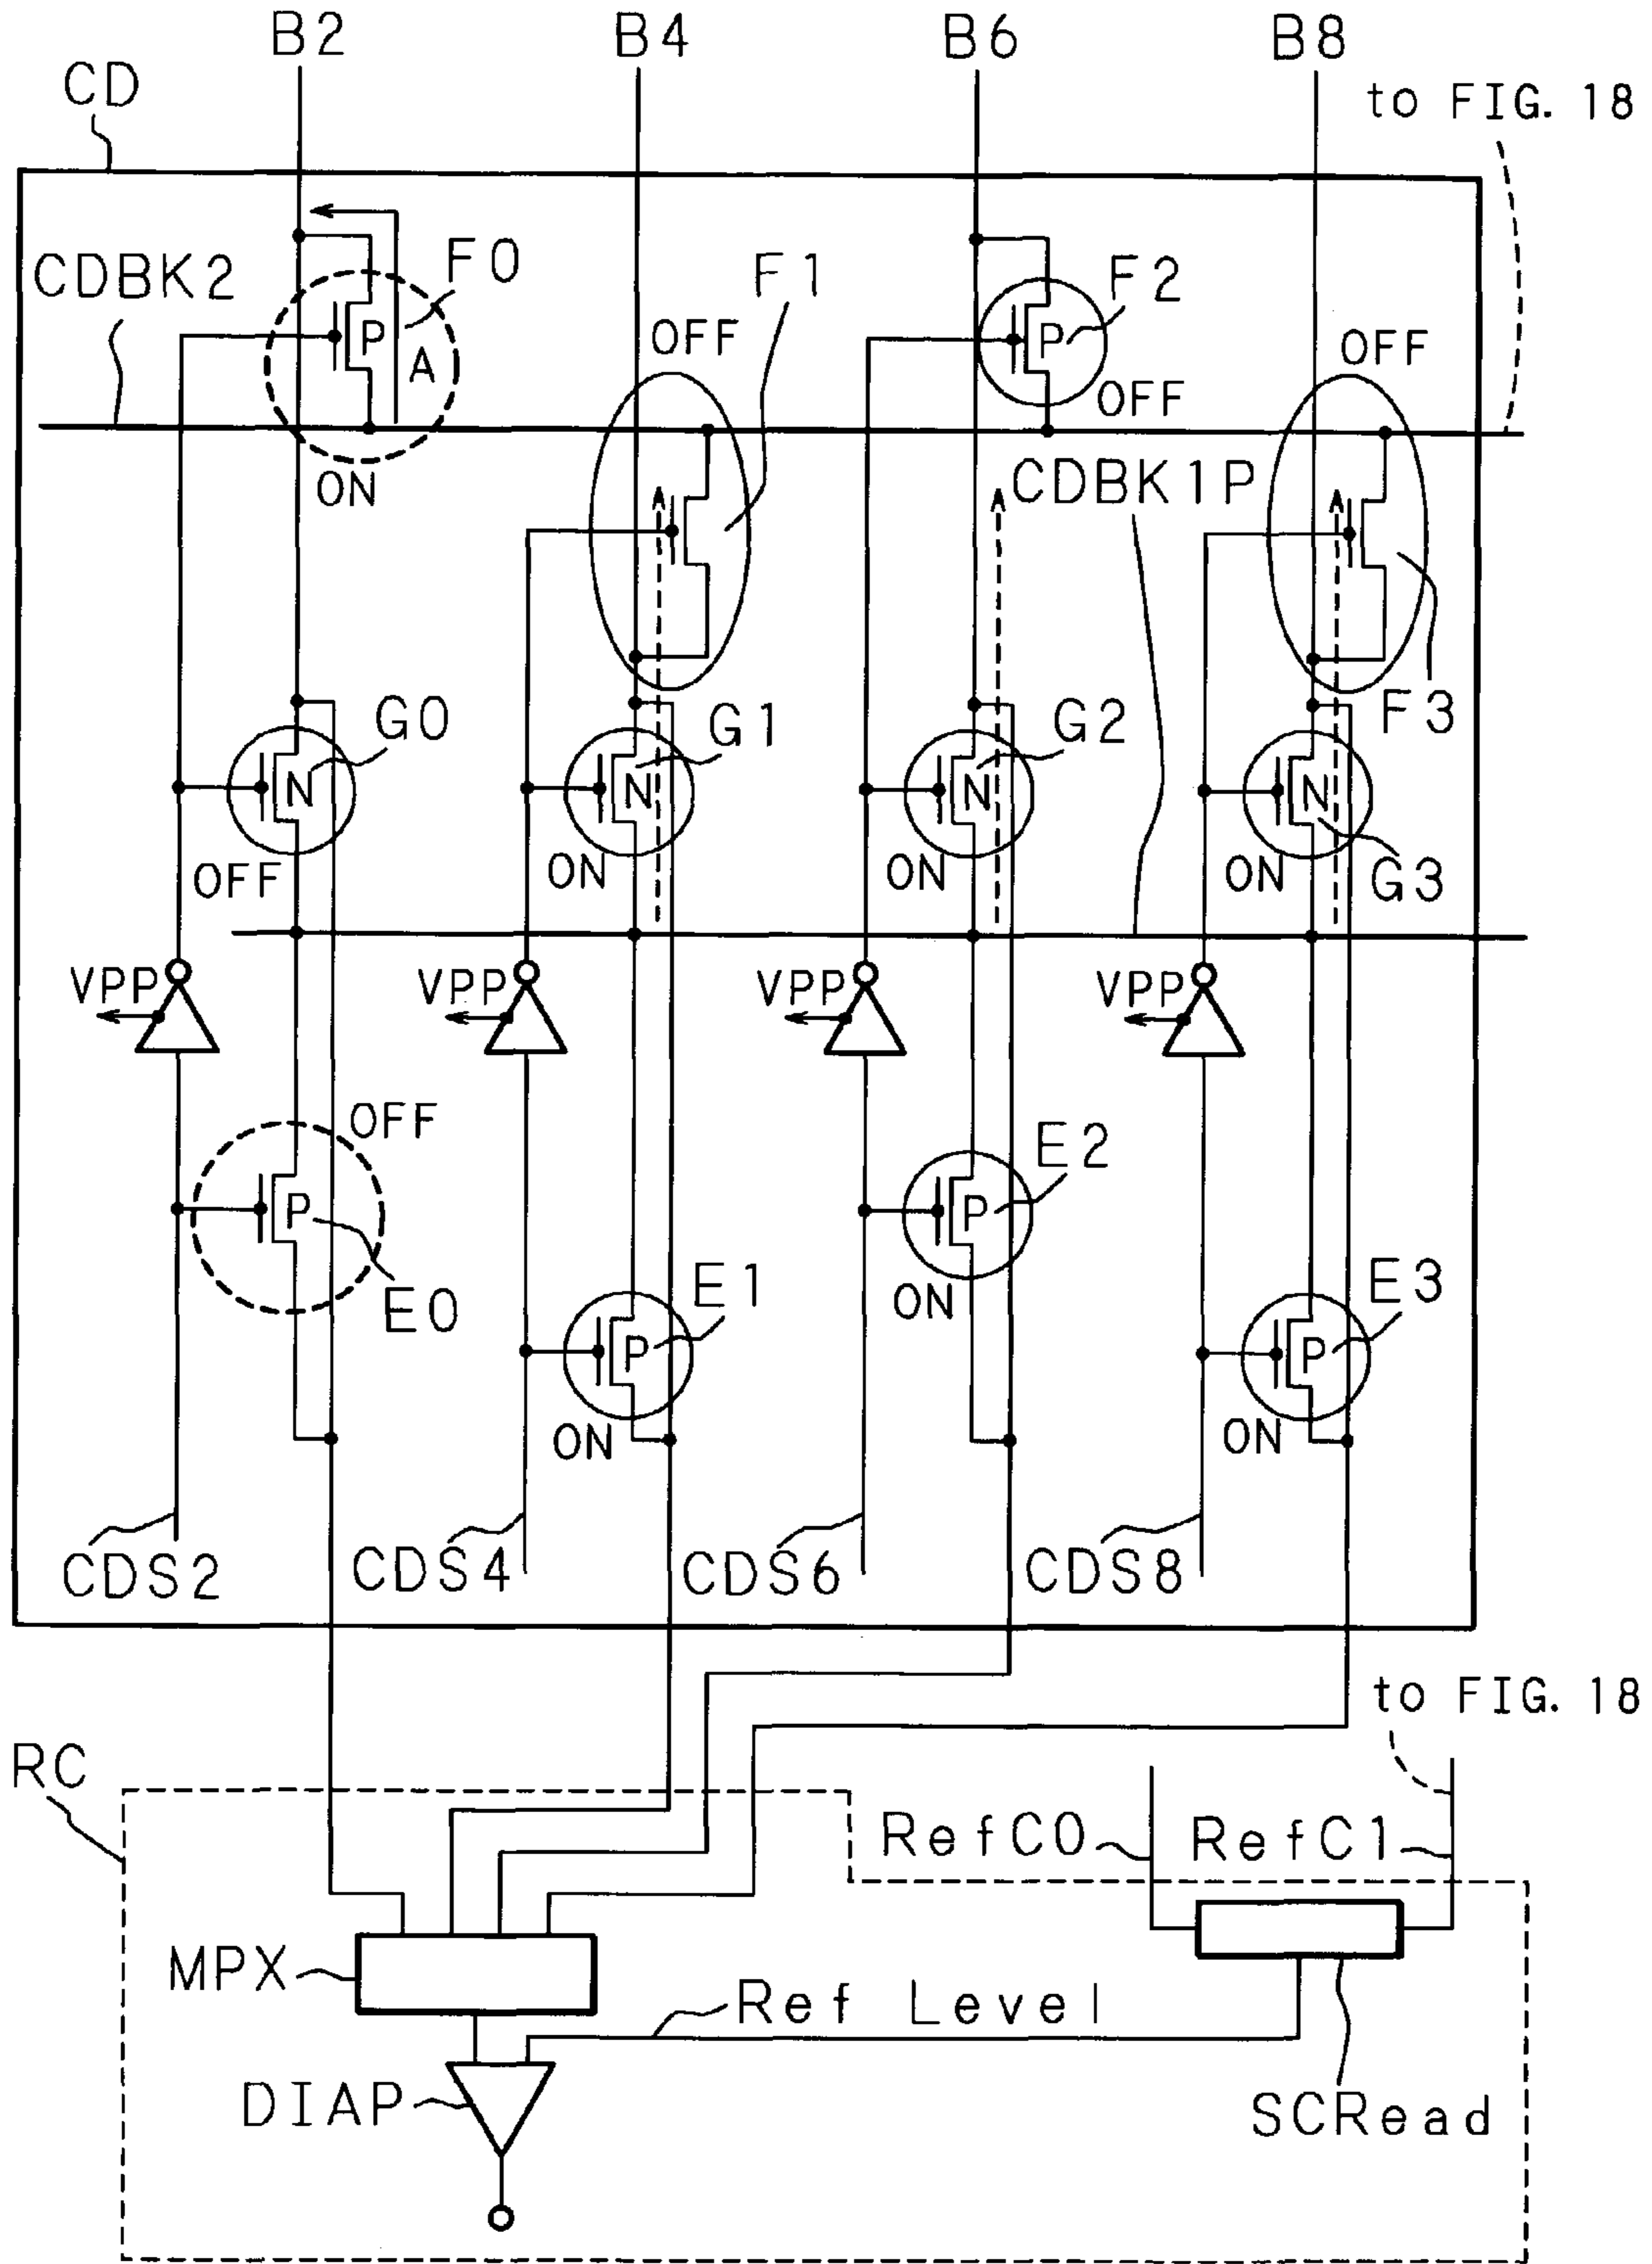 B2 B4 B6 B8
CD
to FIG. 18
CDBK2
F0
F1
F2
P
A
P
OFF
OFF
OFF
ON
CDBK1P
G0
G1
G2
F3
N
N
N
N
OFF
ON
ON
ON
G3
VPP
VPP
VPP
VPP
OFF
E2
P
P
E0
E1
ON
E3
P
P
ON
ON
CDS2
CDS4
CDS6
CDS8
to FIG. 18
RC
RefC0
RefC1
MPX
Ref Level
DIAP
SCRead